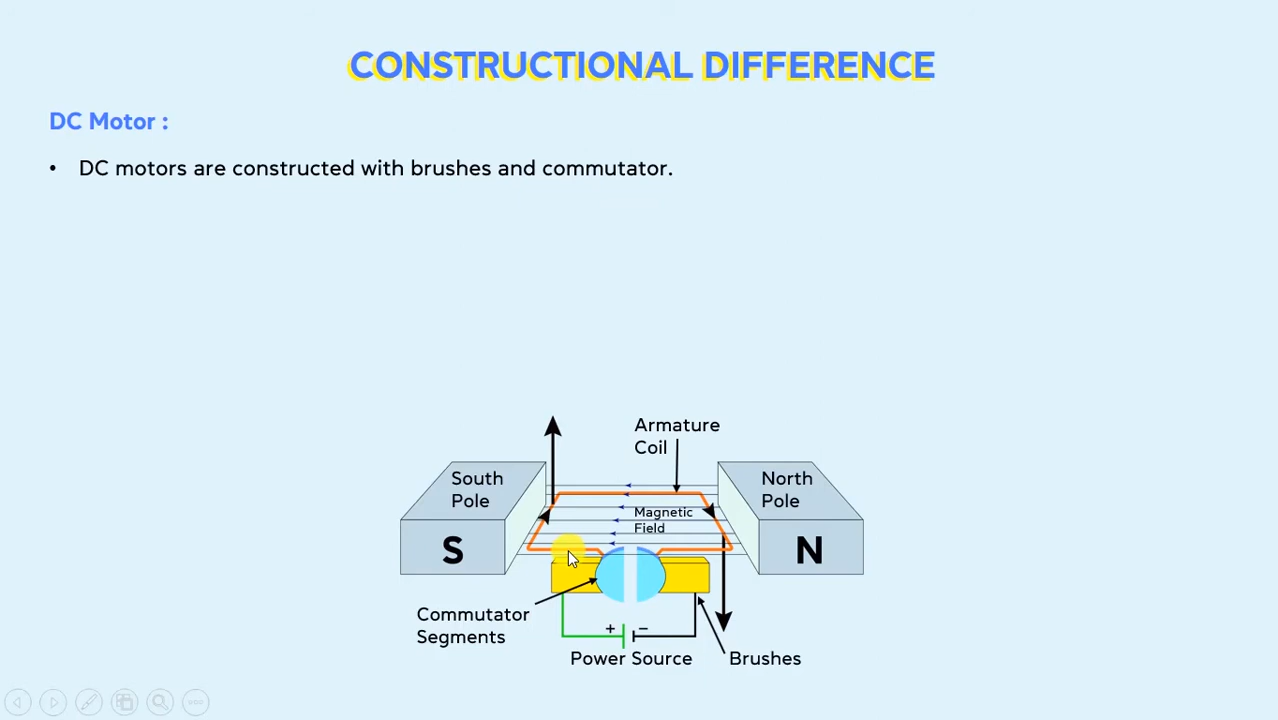 CONSTRUCTIONAL DIFFERENCE
DC Motor :
• DC motors are constructed with brushes and commutator.
Armature
Coil
South
Pole
North
Pole
Magnetic
Field
S
N
Commutator
Segments
+ −
Power Source
Brushes